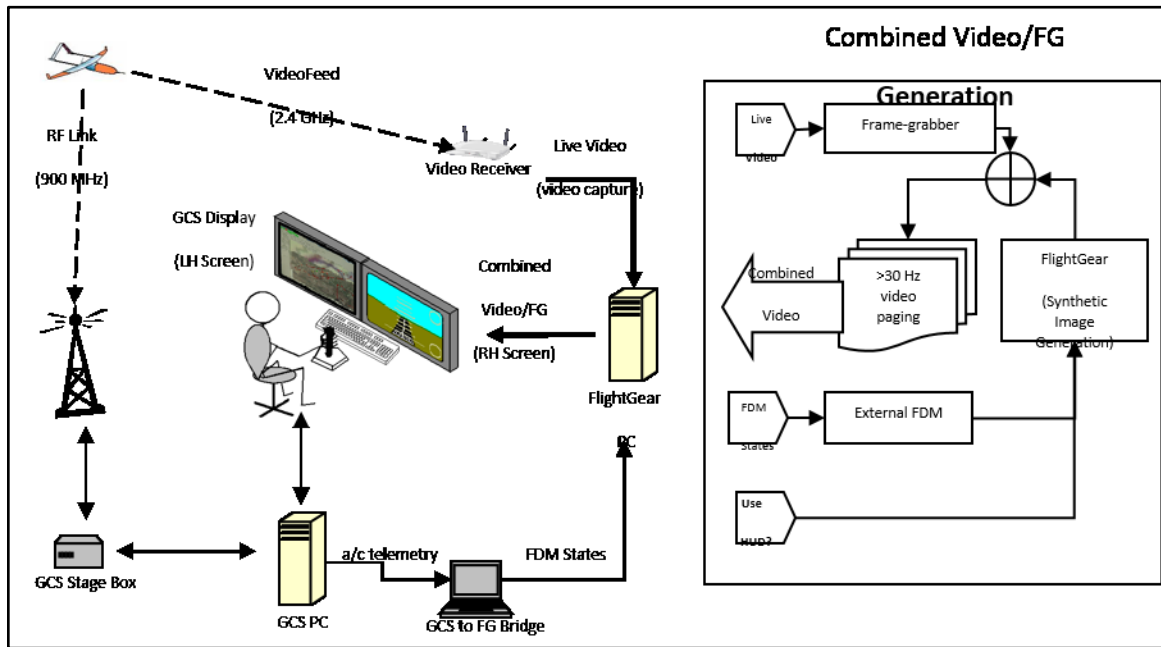 Combined Video/FG
Generation
VideoFeed
(2.4 GHz)
RF Link
(900 MHz)
Video Receiver
Live Video
(video capture)
GCS Display
(LH Screen)
Combined
Video/FG
(RH Screen)
FlightGear
PC
GCS Stage Box
GCS PC
a/c telemetry
GCS to FG Bridge
FDM States
Live
Video
Frame-grabber
Combined
Video
>30 Hz
video
paging
FlightGear
(Synthetic
Image
Generation)
FDM
States
External FDM
Use
HUD?